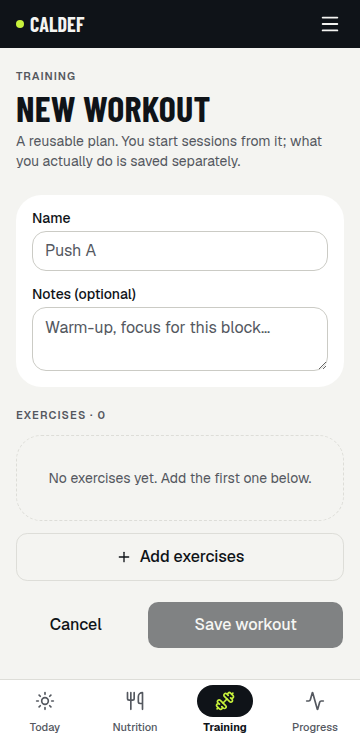 CALDEF
TRAINING
NEW WORKOUT
A reusable plan. You start sessions from it; what
you actually do is saved separately.
Name
Push A
Notes (optional)
Warm-up, focus for this block...
EXERCISES · 0
No exercises yet. Add the first one below.
+ Add exercises
Cancel
Save workout
Today
Nutrition
Training
Progress